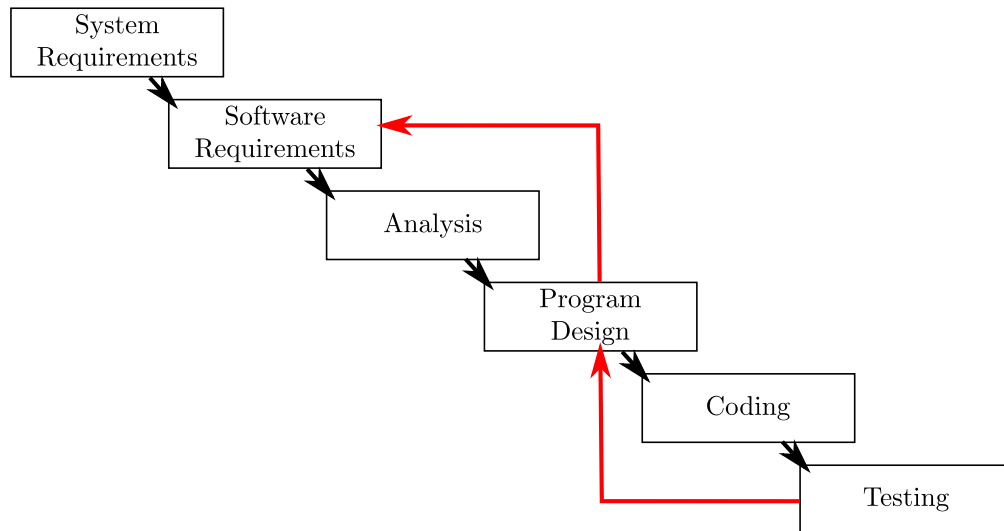 System
Requirements
Software
Requirements
Analysis
Program
Design
Coding
Testing